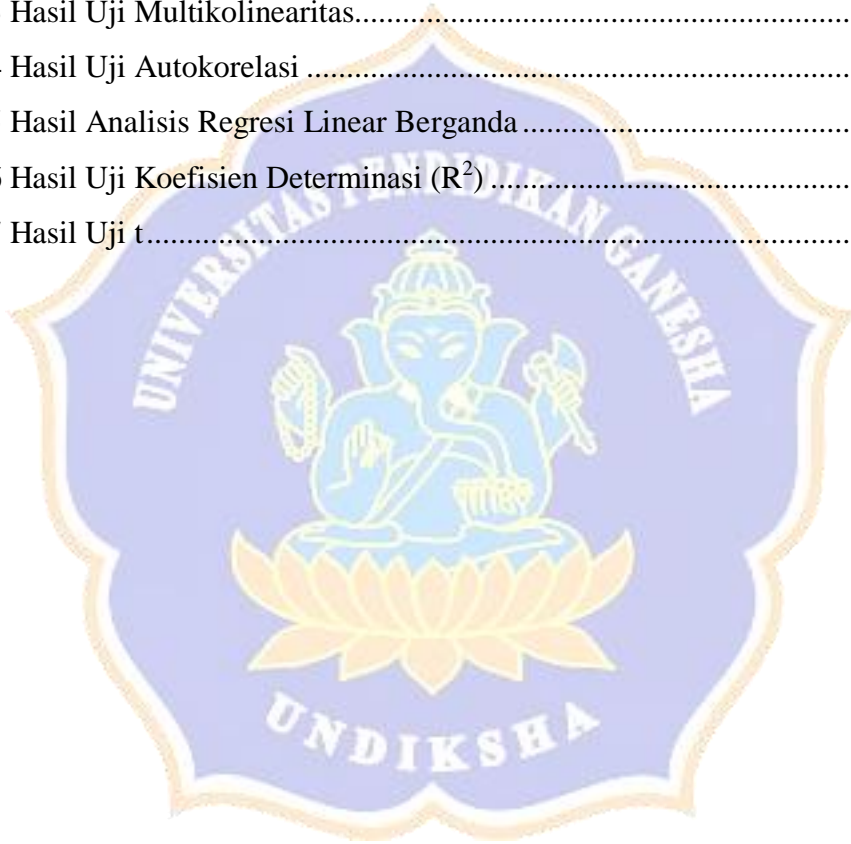 Hasil Uji Multikolinearitas..............................................................
Hasil Uji Autokorelasi ....................................................................
Hasil Analisis Regresi Linear Berganda .........................................
Hasil Uji Koefisien Determinasi (R²) .............................................
Hasil Uji t........................................................................................
UNIVERSITAS PENDIDIKAN GANESHA
UNDIKSHA